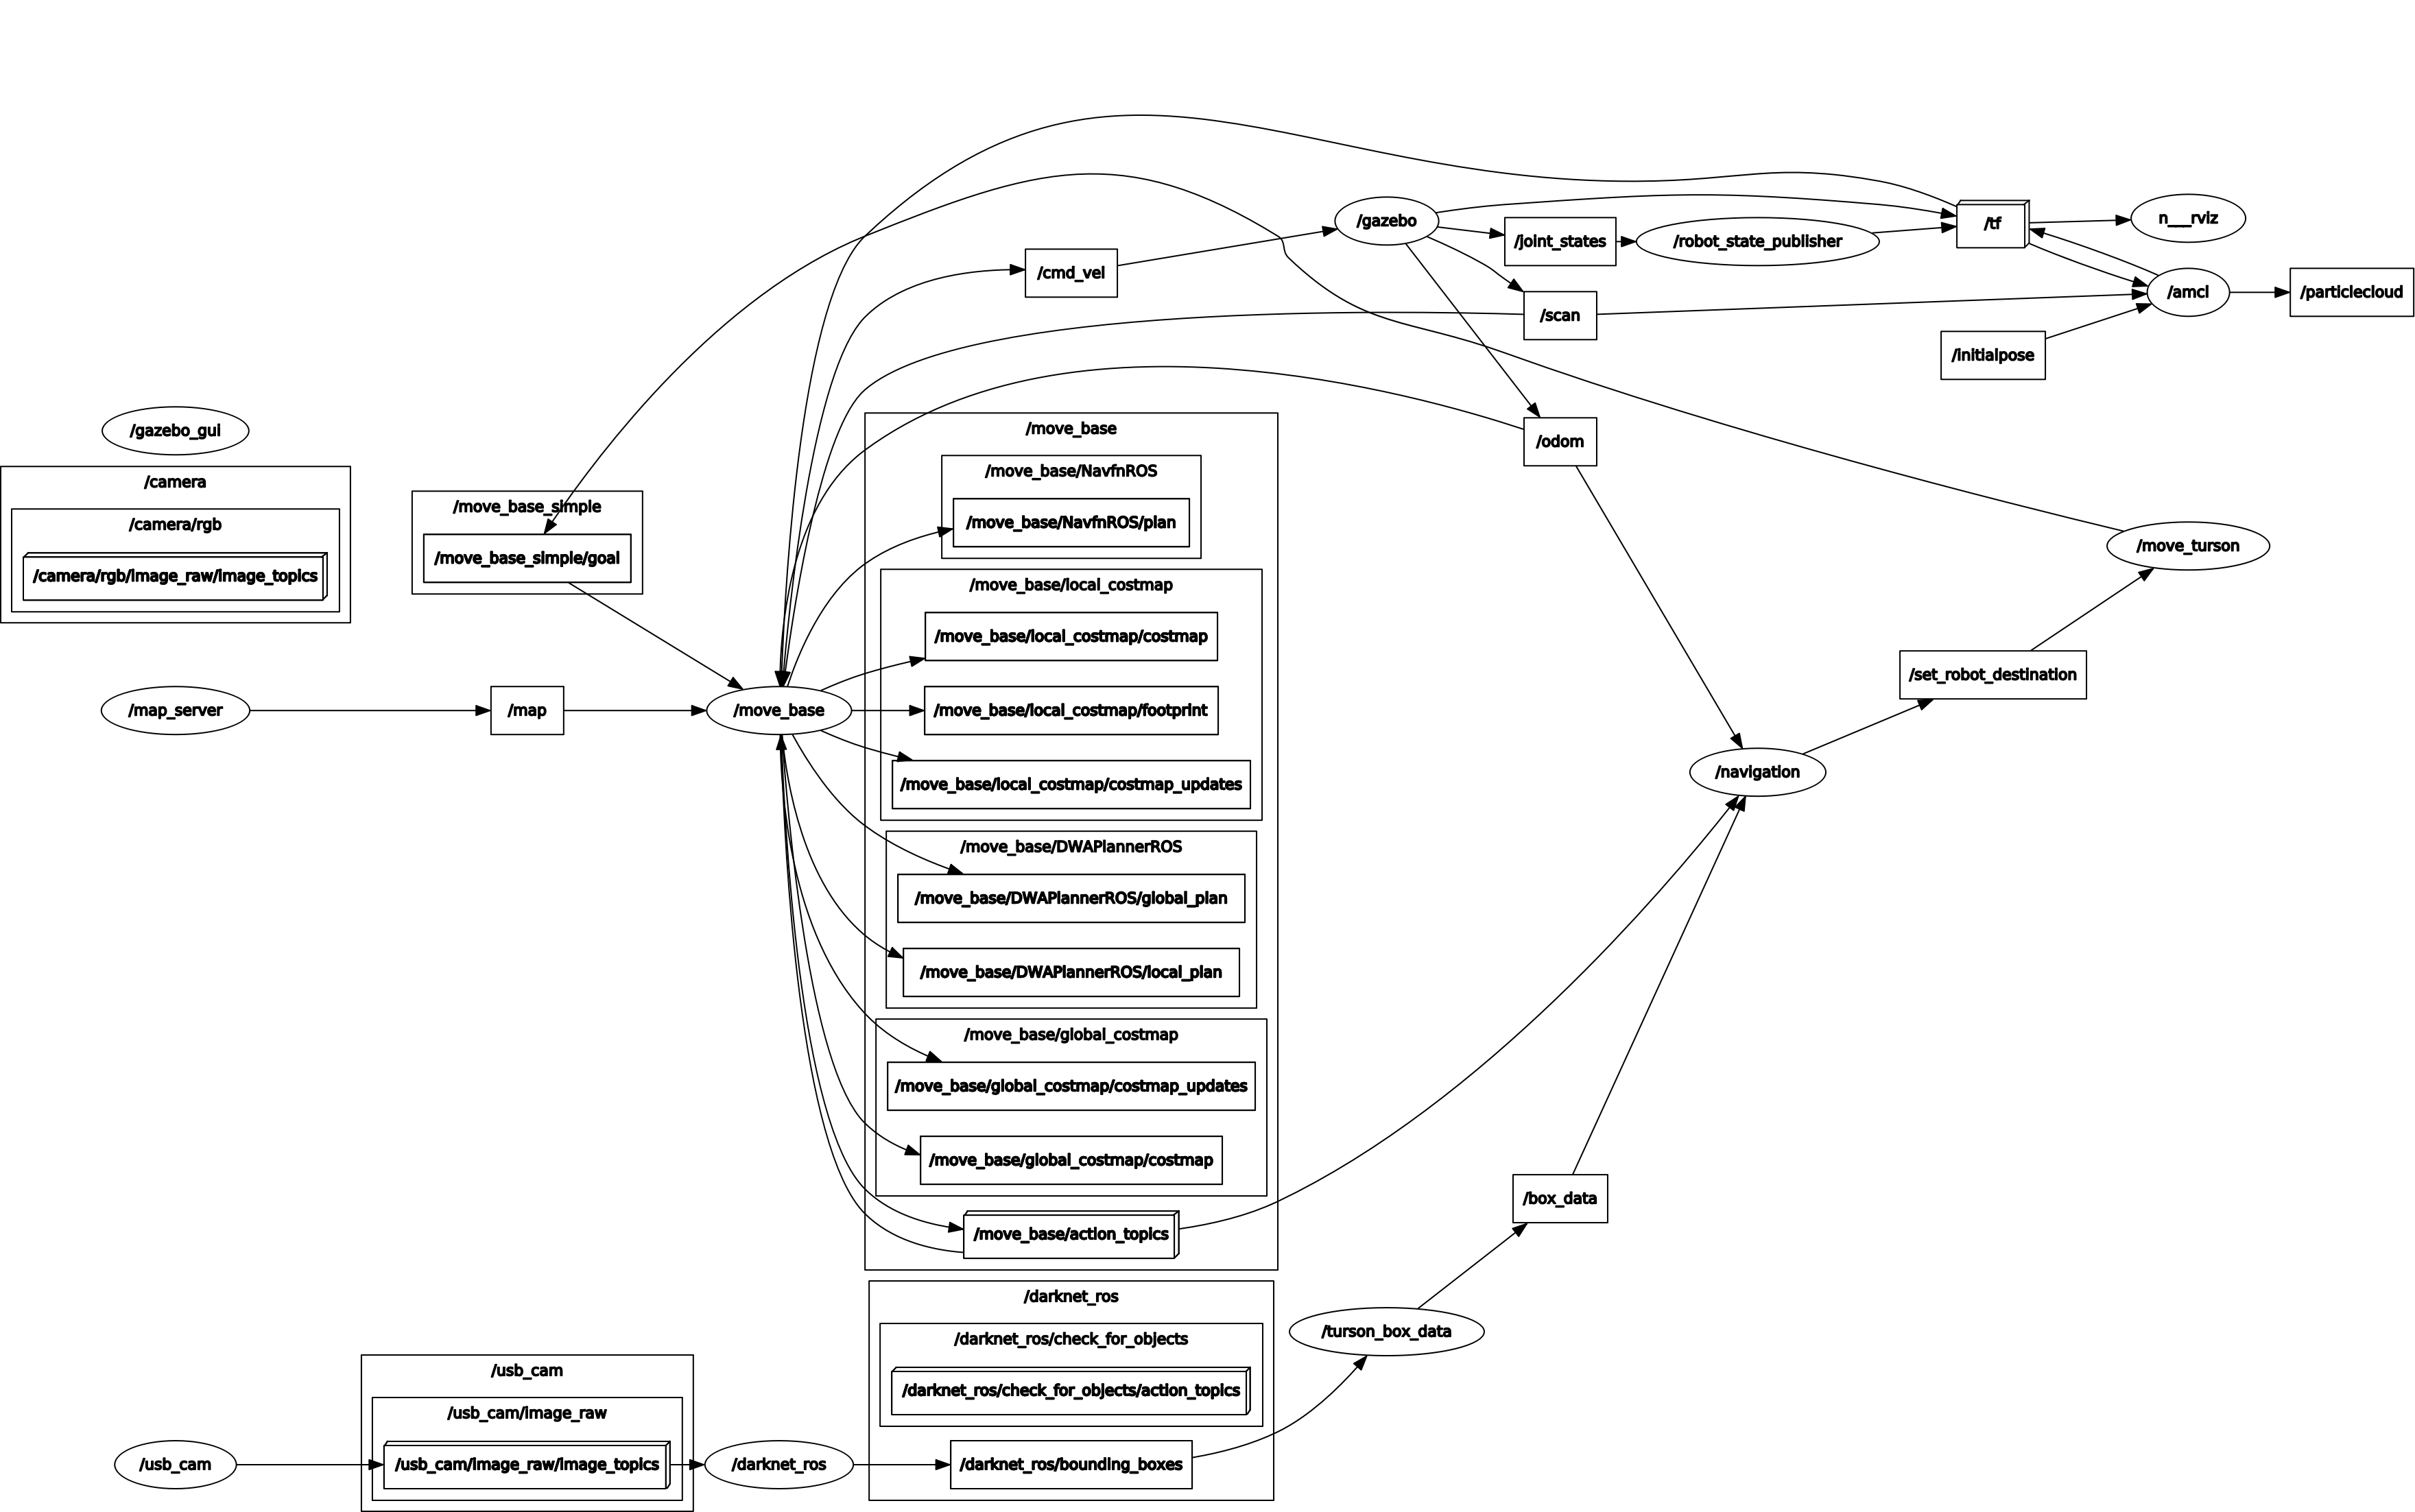 /gazebo_gui
/camera
/camera/rgb
/camera/rgb/image_raw/image_topics
/move_base_simple
/move_base_simple/goal
/map_server
/map
/move_base
/cmd_vel
/gazebo
/joint_states
/robot_state_publisher
/tf
n___rviz
/scan
/amcl
/particlecloud
/initialpose
/odom
/move_base
/move_base/NavfnROS
/move_base/NavfnROS/plan
/move_base/local_costmap
/move_base/local_costmap/costmap
/move_base/local_costmap/footprint
/move_base/local_costmap/costmap_updates
/move_base/DWAPlannerROS
/move_base/DWAPlannerROS/global_plan
/move_base/DWAPlannerROS/local_plan
/move_base/global_costmap
/move_base/global_costmap/costmap_updates
/move_base/global_costmap/costmap
/move_base/action_topics
/move_turson
/set_robot_destination
/navigation
/box_data
/turson_box_data
/darknet_ros
/darknet_ros/check_for_objects
/darknet_ros/check_for_objects/action_topics
/darknet_ros/bounding_boxes
/usb_cam
/usb_cam/image_raw
/usb_cam/image_raw/image_topics
/usb_cam
/darknet_ros